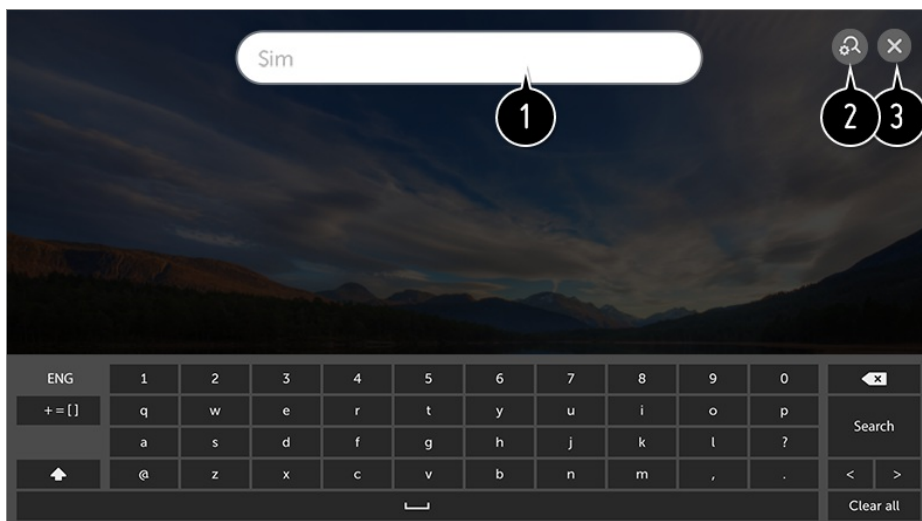 Sim
1
2
3
ENG 1 2 3 4 5 6 7 8 9 0
+=[] q w e r t y u i o p Search
a s d f g h j k l ?
@ z x c v b n m , . < >
Clear all